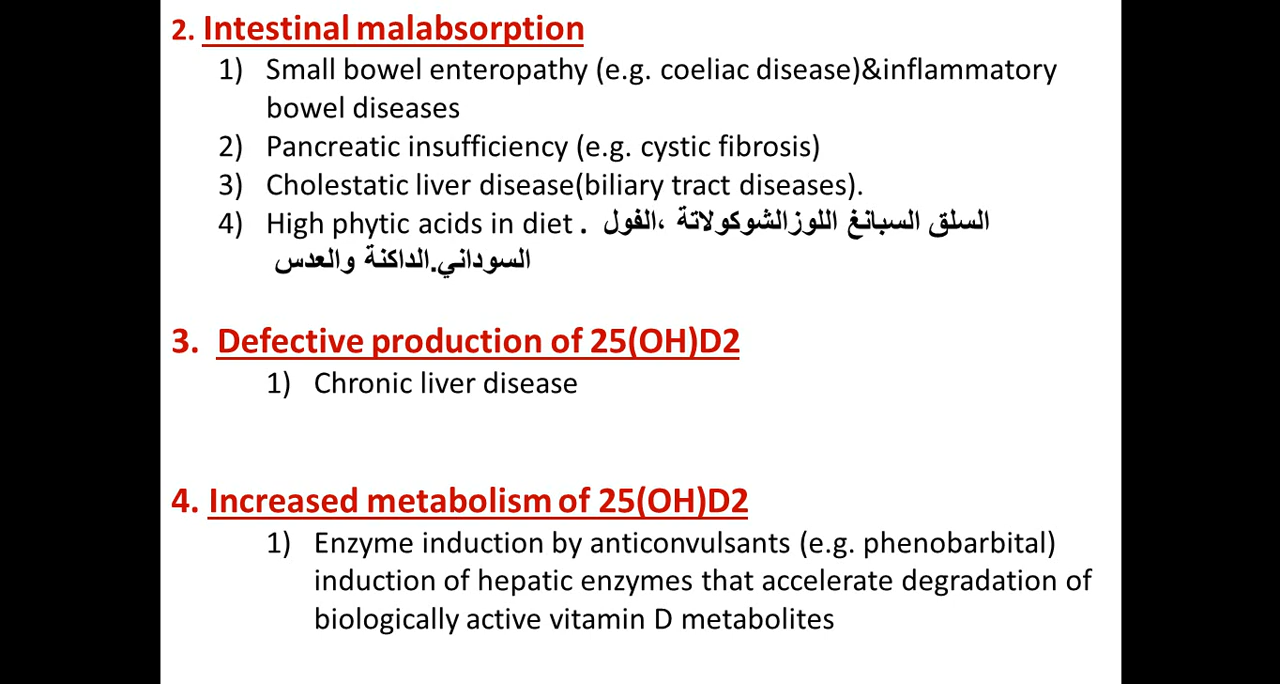 2. Intestinal malabsorption
1) Small bowel enteropathy (e.g. coeliac disease)&inflammatory
bowel diseases
2) Pancreatic insufficiency (e.g. cystic fibrosis)
3) Cholestatic liver disease(biliary tract diseases).
4) High phytic acids in diet . السلق السبانغ اللوزالشوكولاتة ،الفول
السوداني.الداكنة والعدس
3. Defective production of 25(OH)D2
1) Chronic liver disease
4. Increased metabolism of 25(OH)D2
1) Enzyme induction by anticonvulsants (e.g. phenobarbital)
induction of hepatic enzymes that accelerate degradation of
biologically active vitamin D metabolites